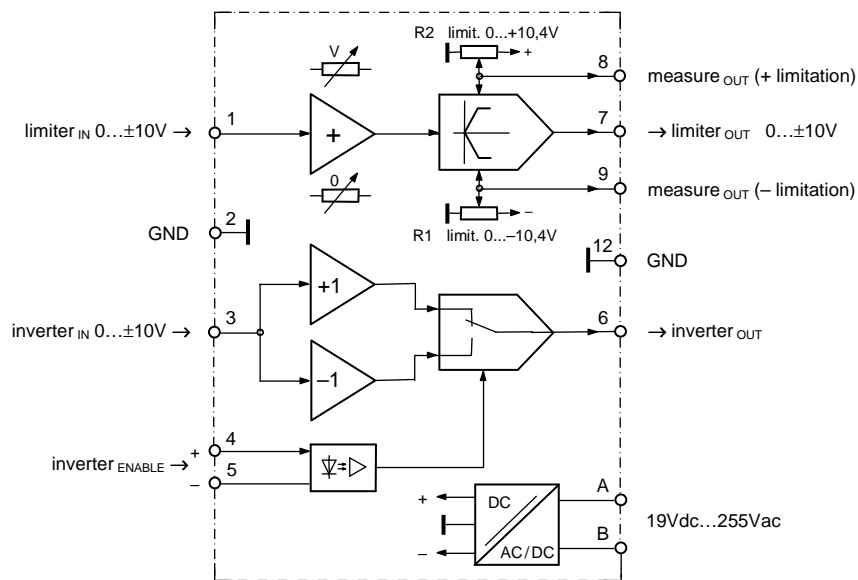 R2 limit. 0...+10,4V
V
+
8
measure OUT (+ limitation)
limiter IN 0…±10V →
1
+
7
→ limiter OUT 0…±10V
0
9
measure OUT (– limitation)
–
R1 limit. 0...–10,4V
GND
2
12
GND
+1
inverter IN 0…±10V →
3
6
→ inverter OUT
–1
inverter ENABLE →
+
4
–
5
+
–
DC
AC/DC
A
B
19Vdc…255Vac